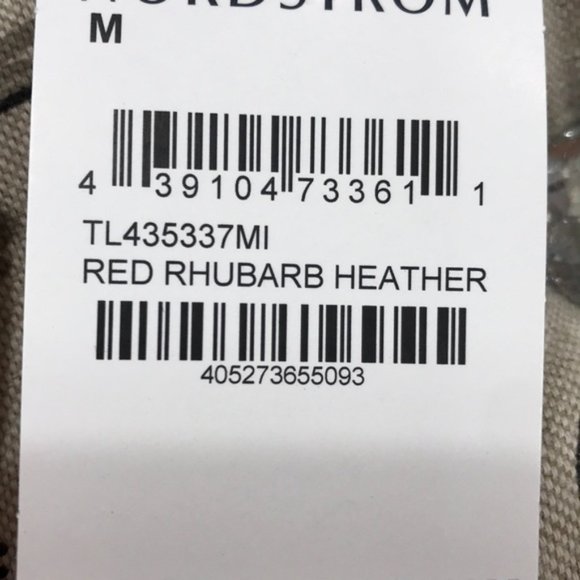 NORDSTROM
M
4 39104 73361 1
TL435337MI
RED RHUBARB HEATHER
405273655093